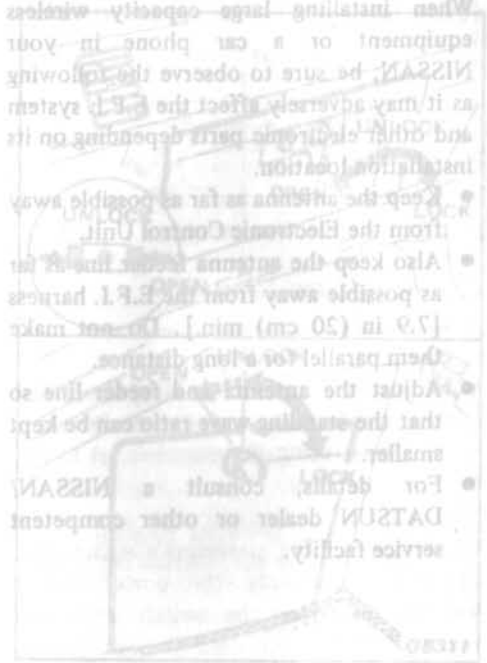 When installing large capacity wireless
equipment or a car phone in your
NISSAN, be sure to observe the following
as it may adversely affect the E.F.I. system
and other electronic parts depending on its
installation location.
• Keep the antenna as far as possible away
from the Electronic Control Unit.
• Also keep the antenna feeder line as far
as possible away from the E.F.I. harness
[7.9 in (20 cm) min.]. Do not make
them parallel for a long distance.
• Adjust the antenna and feeder line so
that the standing-wave ratio can be kept
smaller.
• For details, consult a NISSAN/
DATSUN dealer or other competent
service facility.
UNLOCK
UNLOCK
LOCK
OPEN
LOCK